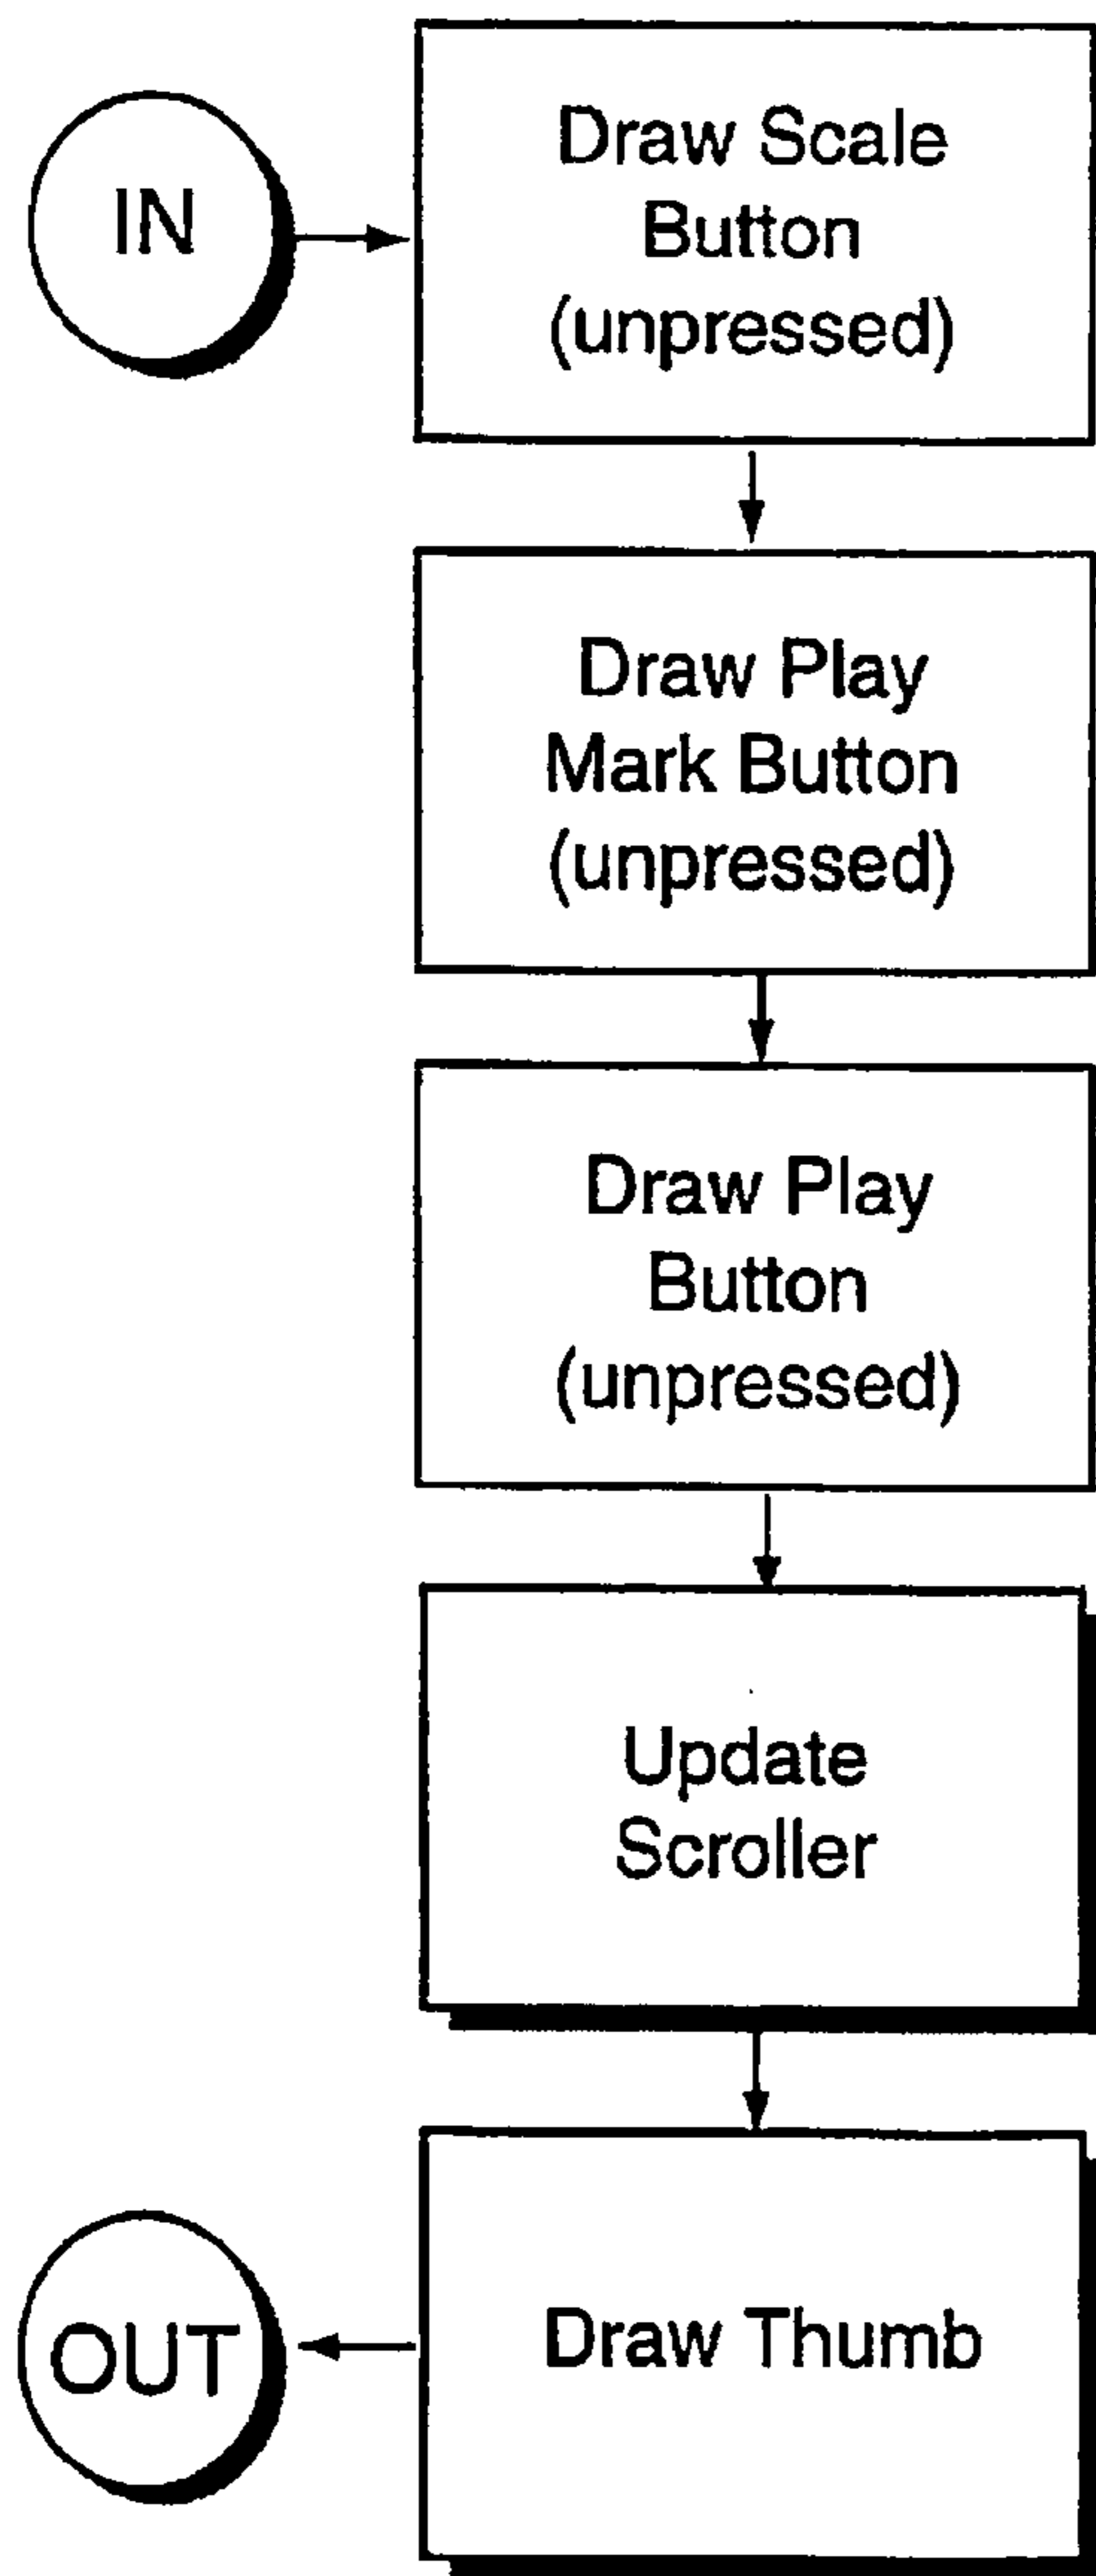 IN
Draw Scale
Button
(unpressed)
Draw Play
Mark Button
(unpressed)
Draw Play
Button
(unpressed)
Update
Scroller
Draw Thumb
OUT